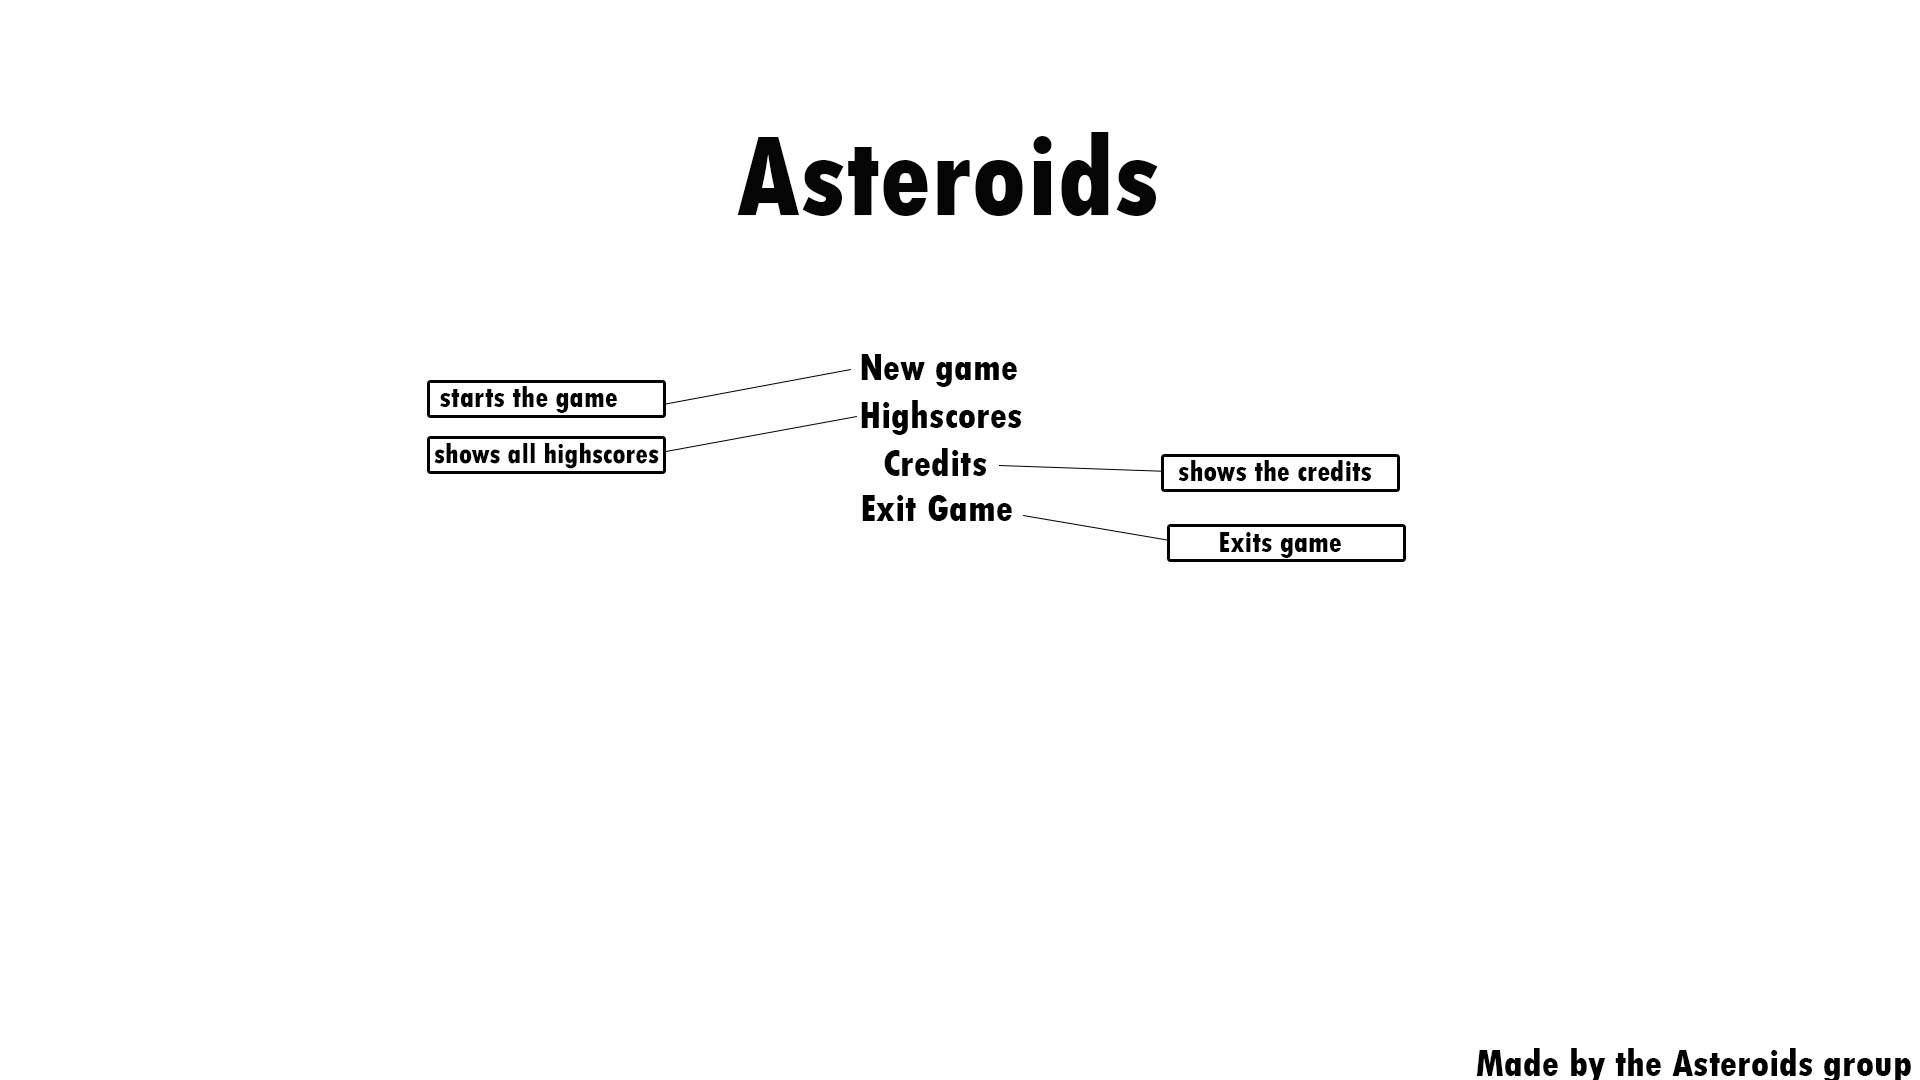 Asteroids
New game
starts the game
Highscores
shows all highscores
Credits
shows the credits
Exit Game
Exits game
Made by the Asteroids group